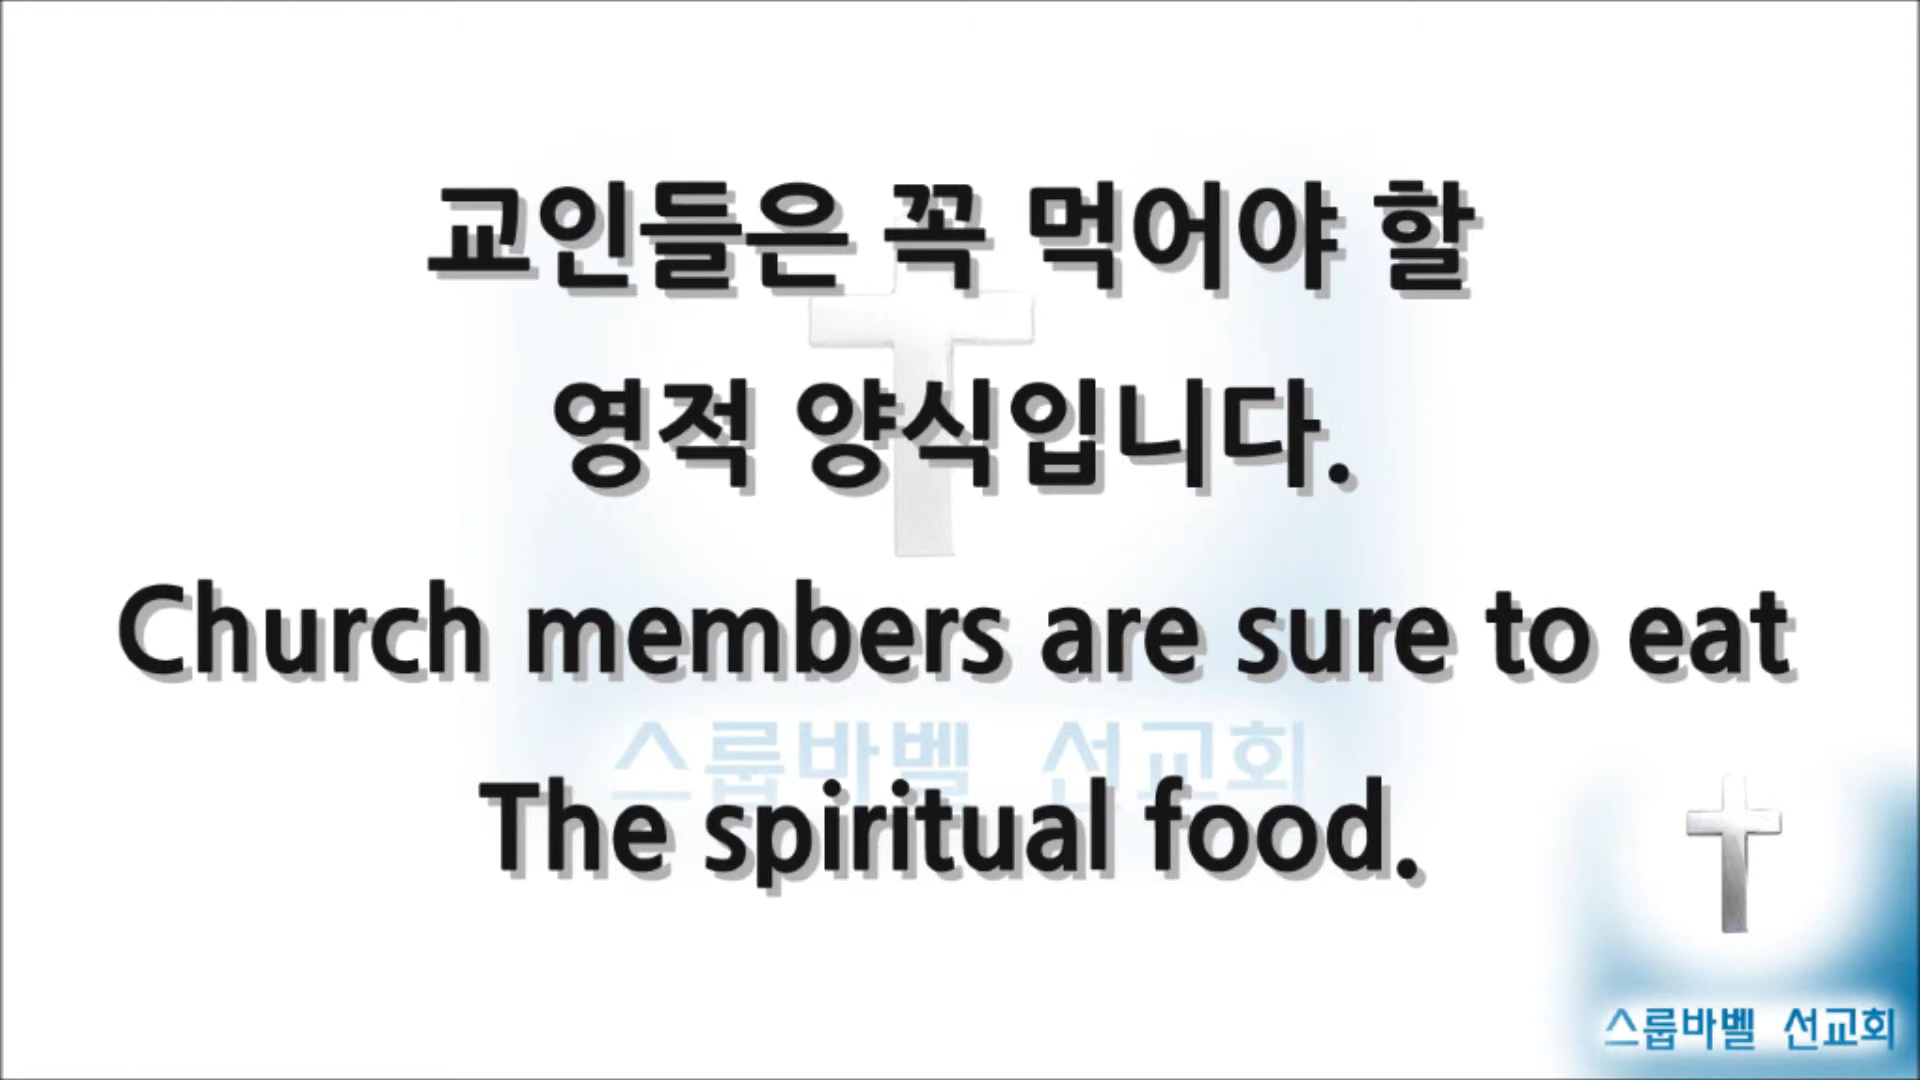 교인들은 꼭 먹어야 할
영적 양식입니다.
Church members are sure to eat
스룹바벨 선교회
The spiritual food.
스룹바벨 선교회